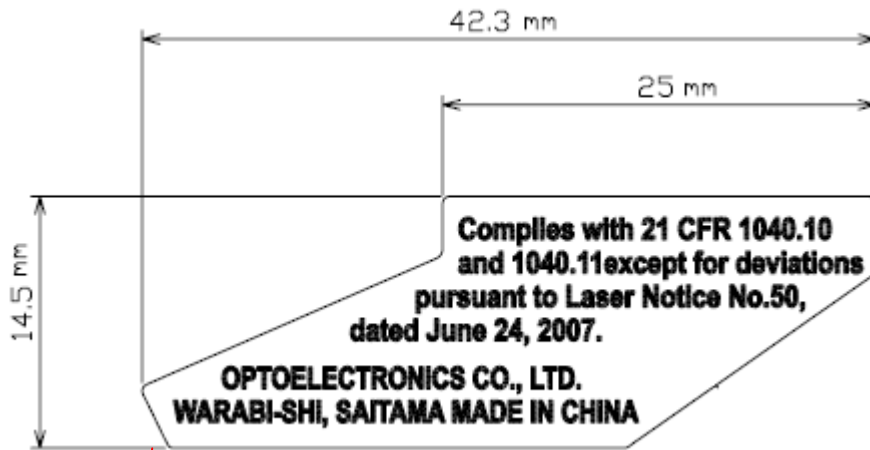 42.3 mm
25 mm
14.5 mm
Complies with 21 CFR 1040.10
and 1040.11except for deviations
pursuant to Laser Notice No.50,
dated June 24, 2007.
OPTOELECTRONICS CO., LTD.
WARABI-SHI, SAITAMA MADE IN CHINA